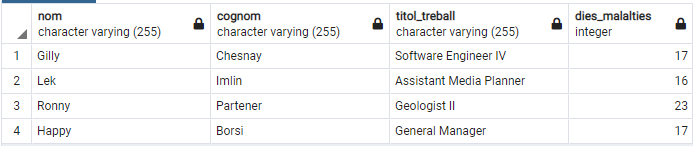 nom cognom titol_treball dies_malalties
character varying (255) character varying (255) character varying (255) integer
1 Gilly Chesnay Software Engineer IV 17
2 Lek Imlin Assistant Media Planner 16
3 Ronny Partener Geologist II 23
4 Happy Borsi General Manager 17